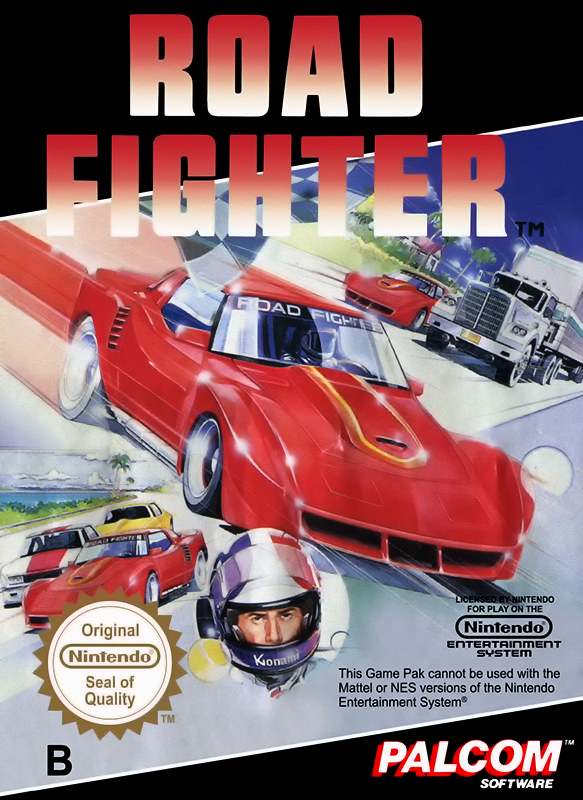 ROAD
FIGHTER
TM
ROAD FIGHTER
Original
Nintendo®
Seal of
Quality
TM
Konami
LICENSED BY NINTENDO
FOR PLAY ON THE
Nintendo®
ENTERTAINMENT
SYSTEM
This Game Pak cannot be used with the
Mattel or NES versions of the Nintendo
Entertainment System®
B
PALCOM™
SOFTWARE